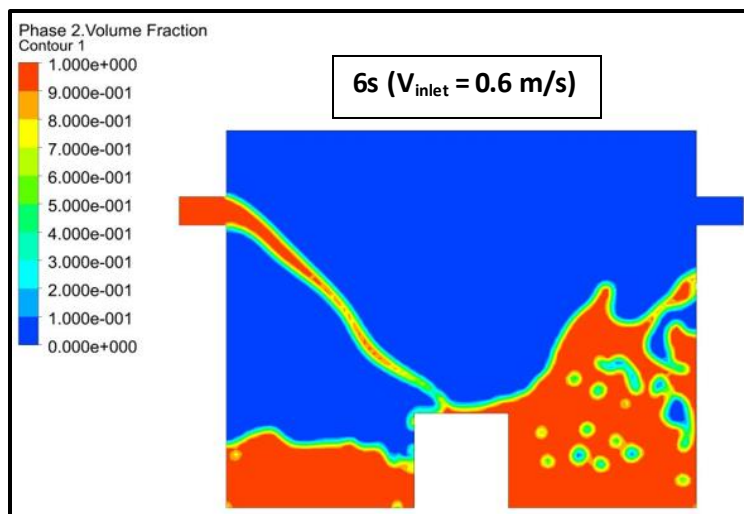 Phase 2.Volume Fraction
Contour 1
1.000e+000
9.000e-001
8.000e-001
7.000e-001
6.000e-001
5.000e-001
4.000e-001
3.000e-001
2.000e-001
1.000e-001
0.000e+000
6s (Vinlet = 0.6 m/s)